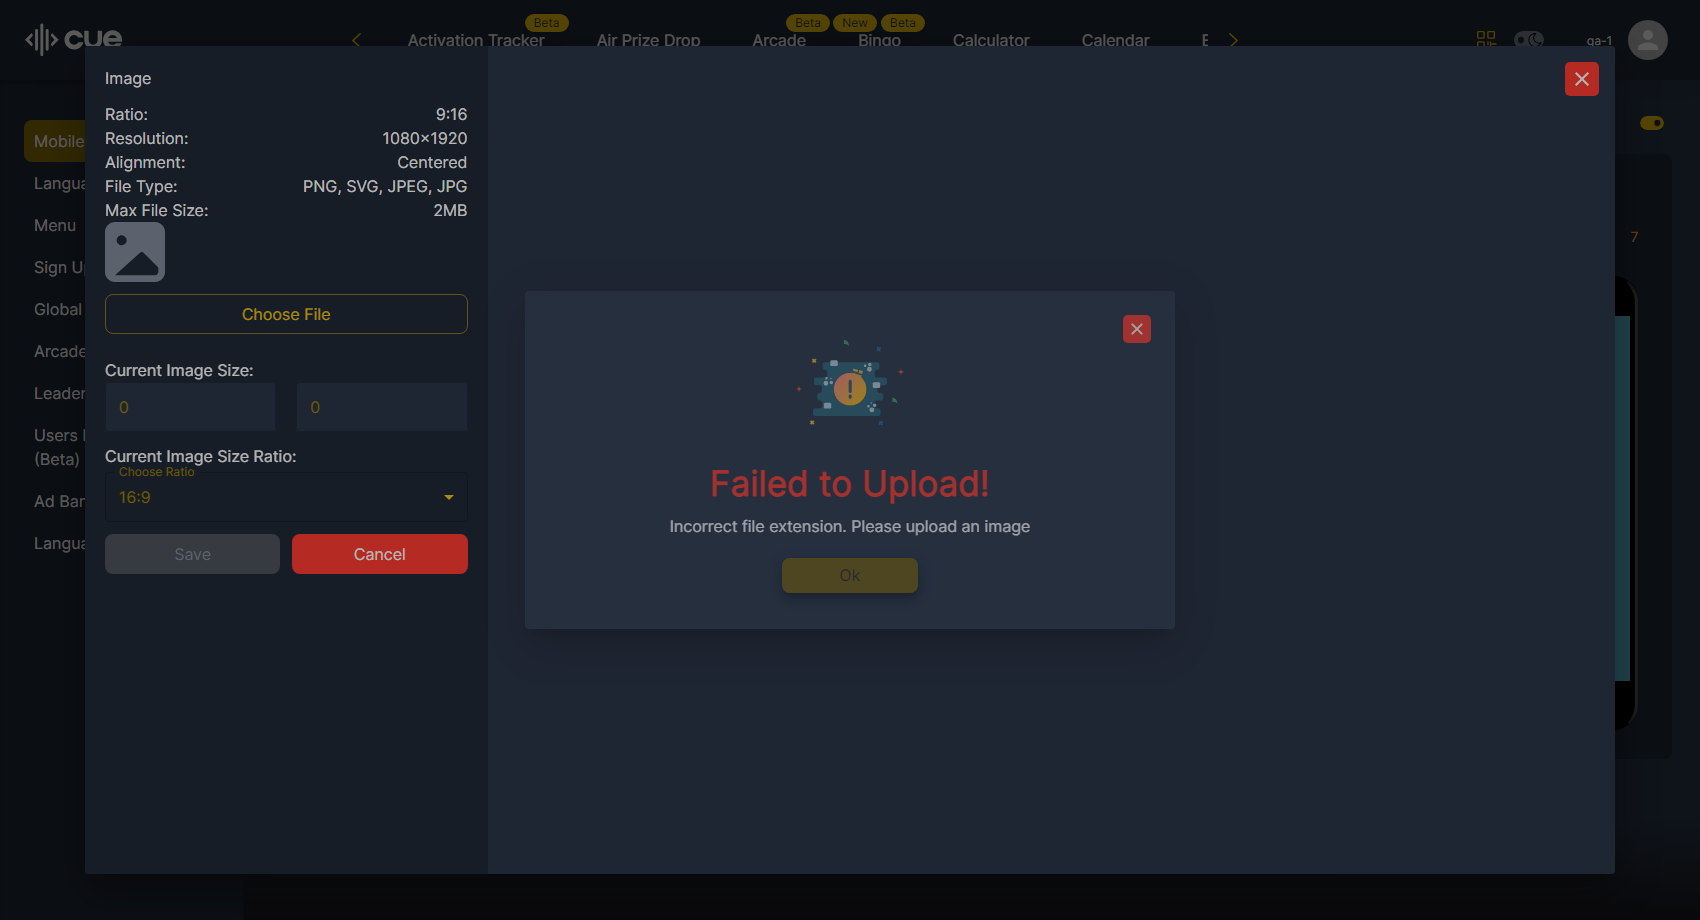 cue
Beta
Beta
New
Beta
Activation Tracker
Air Prize Drop
Arcade
Bingo
Calculator
Calendar
qa-1
Mobile
Langua
Menu
Sign U
Global
Arcade
Leader
Users
(Beta)
Ad Ban
Langua
Image
Ratio: 9:16
Resolution: 1080×1920
Alignment: Centered
File Type: PNG, SVG, JPEG, JPG
Max File Size: 2MB
Choose File
Current Image Size:
0 0
Current Image Size Ratio:
Choose Ratio
16:9
Save Cancel
Failed to Upload!
Incorrect file extension. Please upload an image
Ok
7